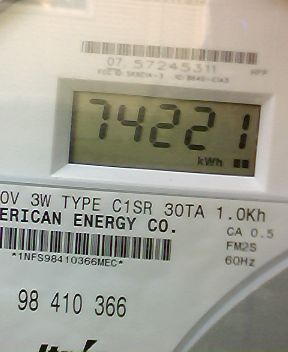 07. 57245311
74221
kWh
0V 3W TYPE C1SR 30TA 1.0Kh
ERICAN ENERGY CO.
CA 0.5
FM2S
*1NFS98410366MEC*
60Hz
98 410 366